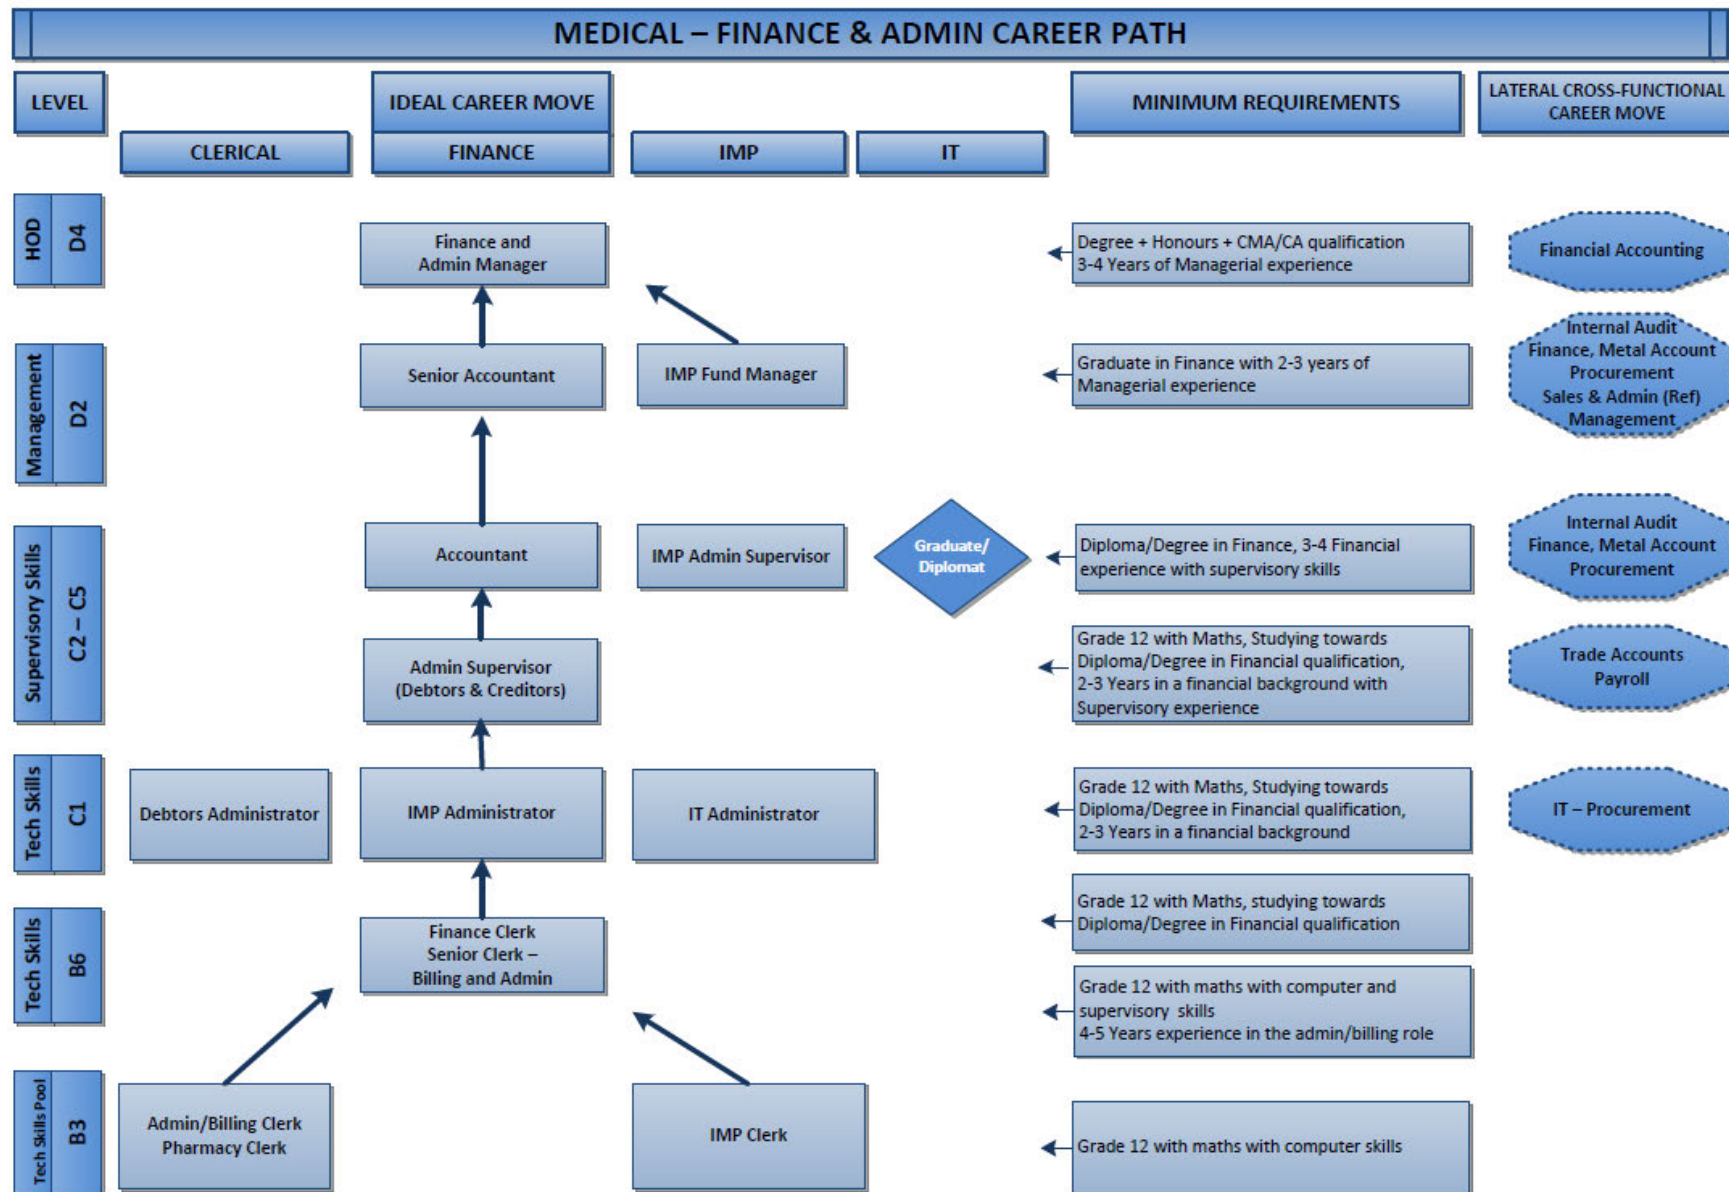 MEDICAL – FINANCE & ADMIN CAREER PATH
LEVEL
IDEAL CAREER MOVE
MINIMUM REQUIREMENTS
LATERAL CROSS-FUNCTIONAL
CAREER MOVE
CLERICAL
FINANCE
IMP
IT
HOD
D4
Finance and
Admin Manager
Degree + Honours + CMA/CA qualification
3-4 Years of Managerial experience
Financial Accounting
Management
D2
Senior Accountant
IMP Fund Manager
Graduate in Finance with 2-3 years of
Managerial experience
Internal Audit
Finance, Metal Account
Procurement
Sales & Admin (Ref)
Management
Supervisory Skills
C2 – C5
Accountant
IMP Admin Supervisor
Graduate/
Diplomat
Diploma/Degree in Finance, 3-4 Financial
experience with supervisory skills
Internal Audit
Finance, Metal Account
Procurement
Admin Supervisor
(Debtors & Creditors)
Grade 12 with Maths, Studying towards
Diploma/Degree in Financial qualification,
2-3 Years in a financial background with
Supervisory experience
Trade Accounts
Payroll
Tech Skills
C1
Debtors Administrator
IMP Administrator
IT Administrator
Grade 12 with Maths, Studying towards
Diploma/Degree in Financial qualification,
2-3 Years in a financial background
IT – Procurement
Tech Skills
B6
Finance Clerk
Senior Clerk –
Billing and Admin
Grade 12 with Maths, studying towards
Diploma/Degree in Financial qualification
Grade 12 with maths with computer and
supervisory skills
4-5 Years experience in the admin/billing role
Tech Skills Pool
B3
Admin/Billing Clerk
Pharmacy Clerk
IMP Clerk
Grade 12 with maths with computer skills